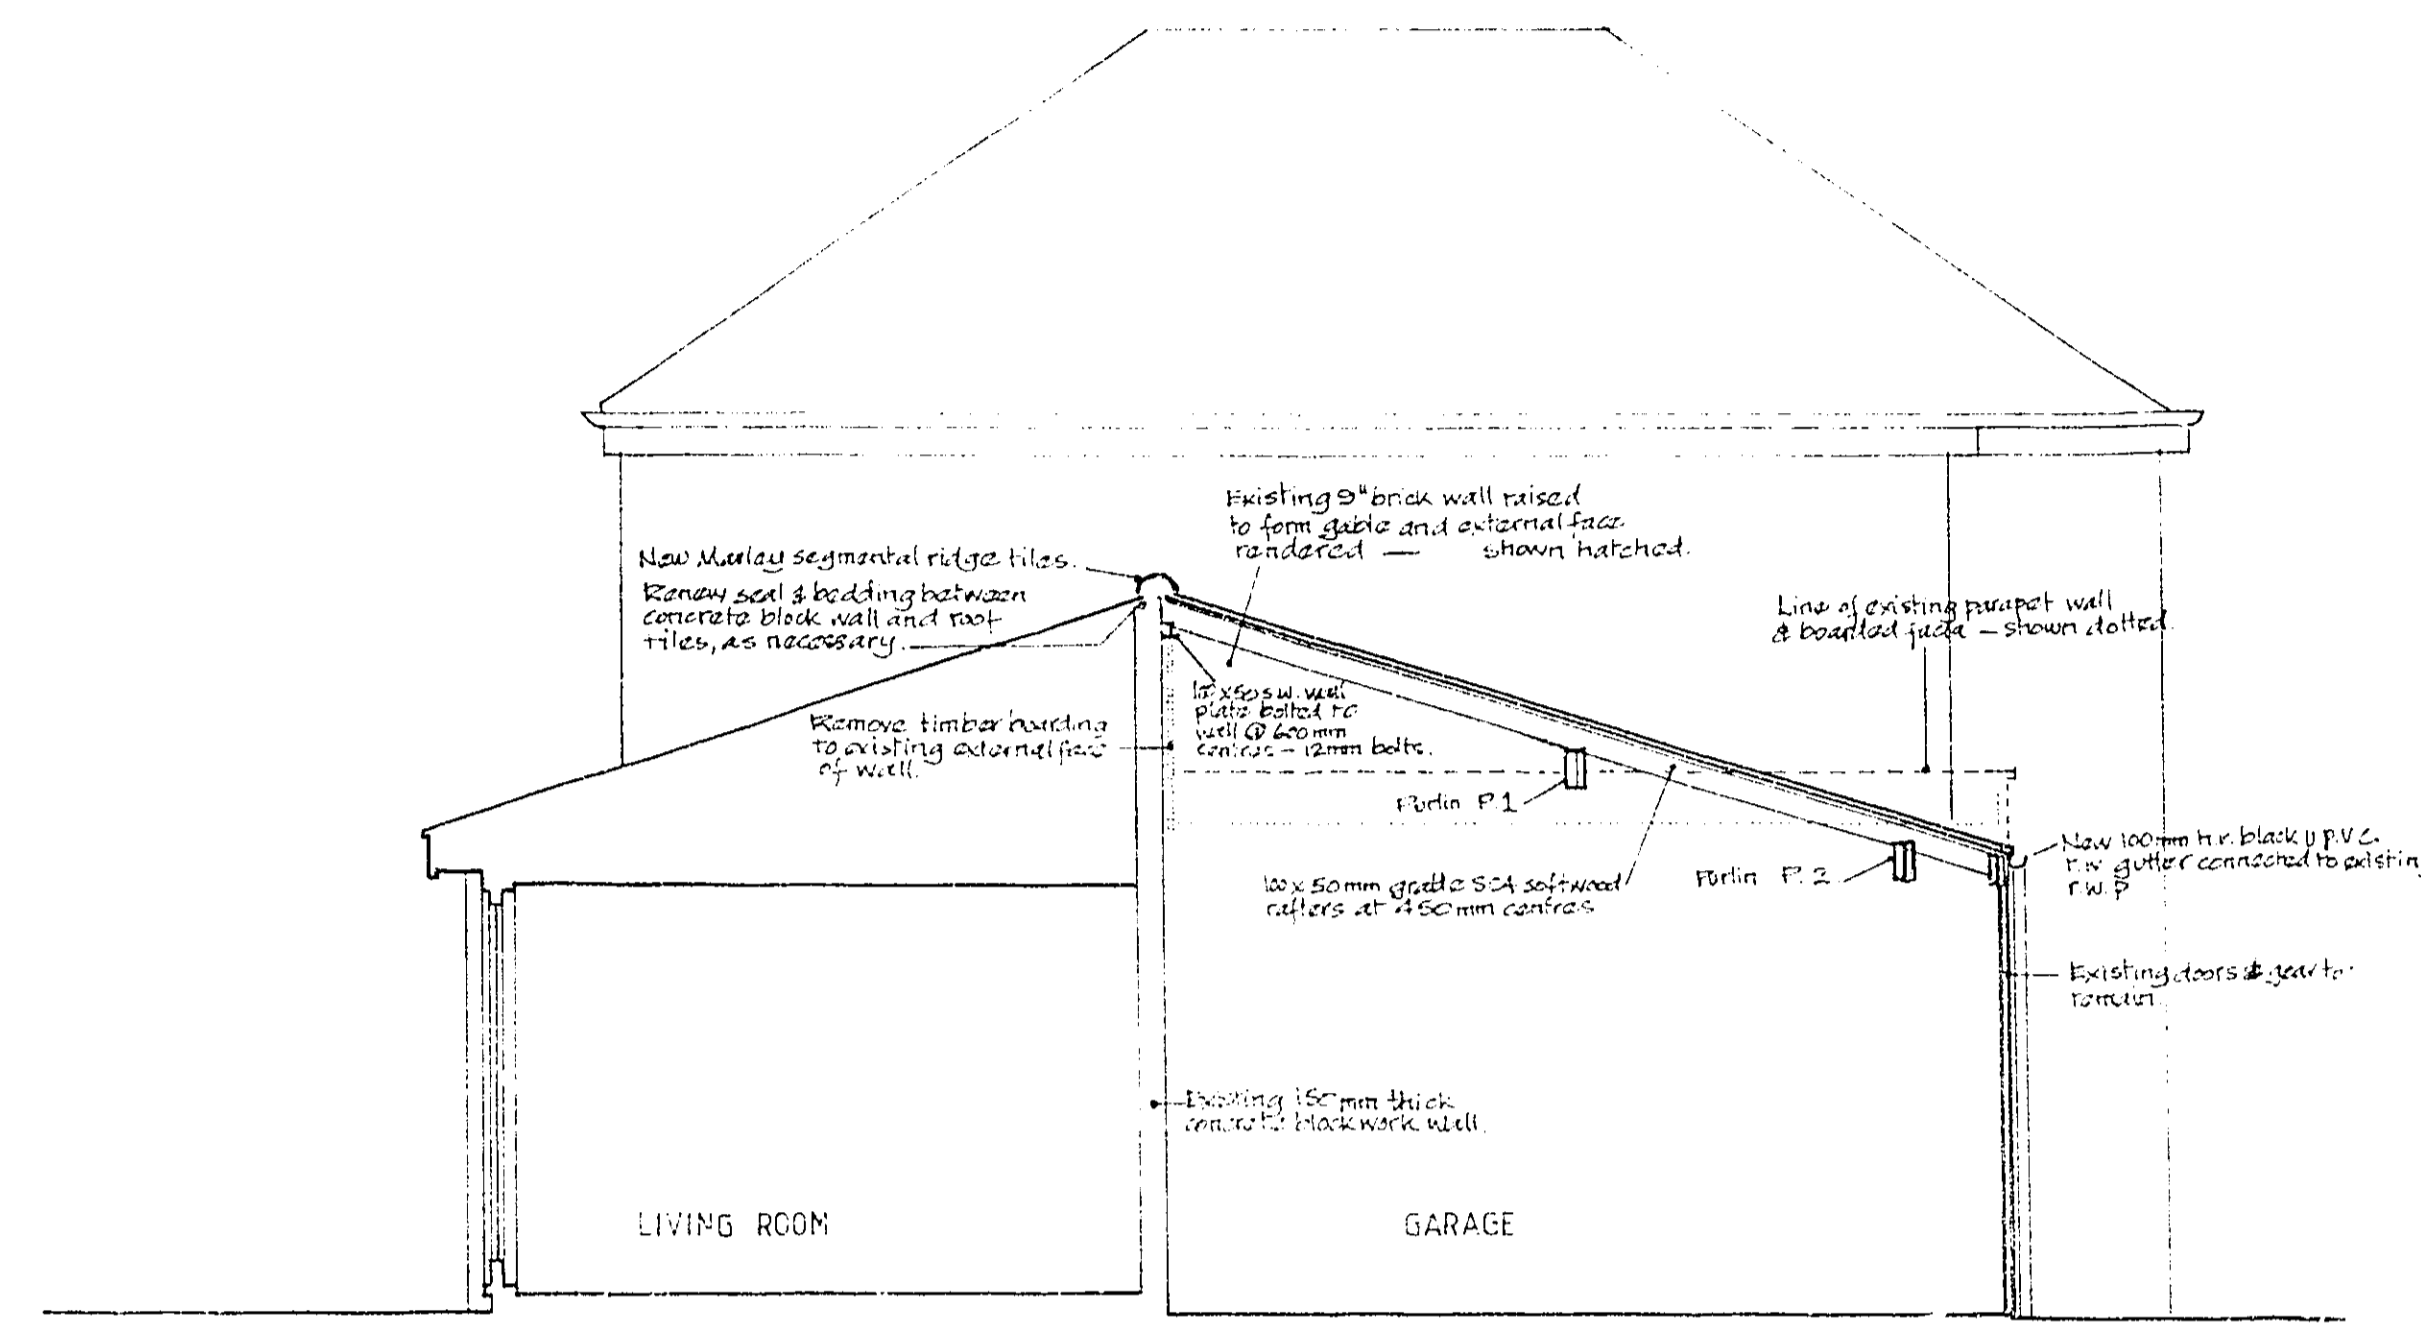 Existing 9" brick wall raised
to form gable and external face
rendered — shown hatched.
New Marley segmental ridge tiles.
Renew seal & bedding between
concrete block wall and roof
tiles, as necessary.
Line of existing parapet wall
& boarded facia — shown dotted.
100 x 50 s.w. wall
plate bolted to
wall @ 600 mm
centres – 12mm bolts.
Remove timber boarding
to existing external face
of wall.
Purlin P.1
New 100mm h.r. black u.p.v.c.
r.w gutter connected to existing
r.w.p
100 x 50 mm grade SC4 softwood
rafters at 450 mm centres
Purlin P.2
Existing doors & gear to
remain.
Existing 150 mm thick
concrete blockwork wall.
LIVING ROOM
GARAGE